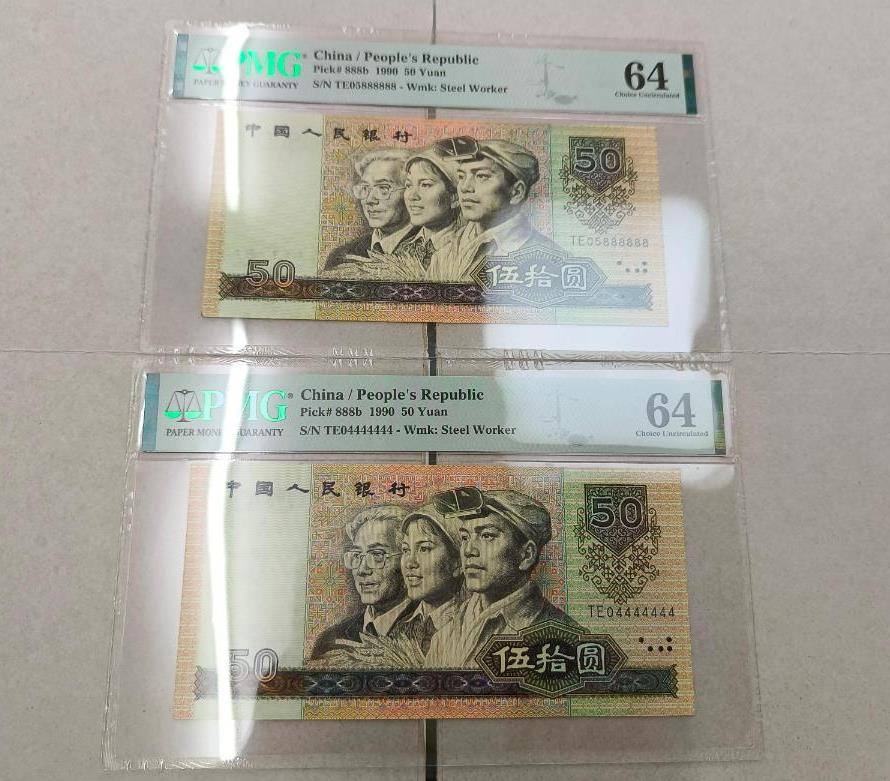 PMG
PAPER MONEY GUARANTY
China / People's Republic
Pick# 888b 1990 50 Yuan
S/N TE05888888 - Wmk: Steel Worker
64
Choice Uncirculated
中国人民银行
50
TE05888888
50
伍拾圆
PMG
PAPER MONEY GUARANTY
China / People's Republic
Pick# 888b 1990 50 Yuan
S/N TE04444444 - Wmk: Steel Worker
64
Choice Uncirculated
中国人民银行
50
TE04444444
50
伍拾圆